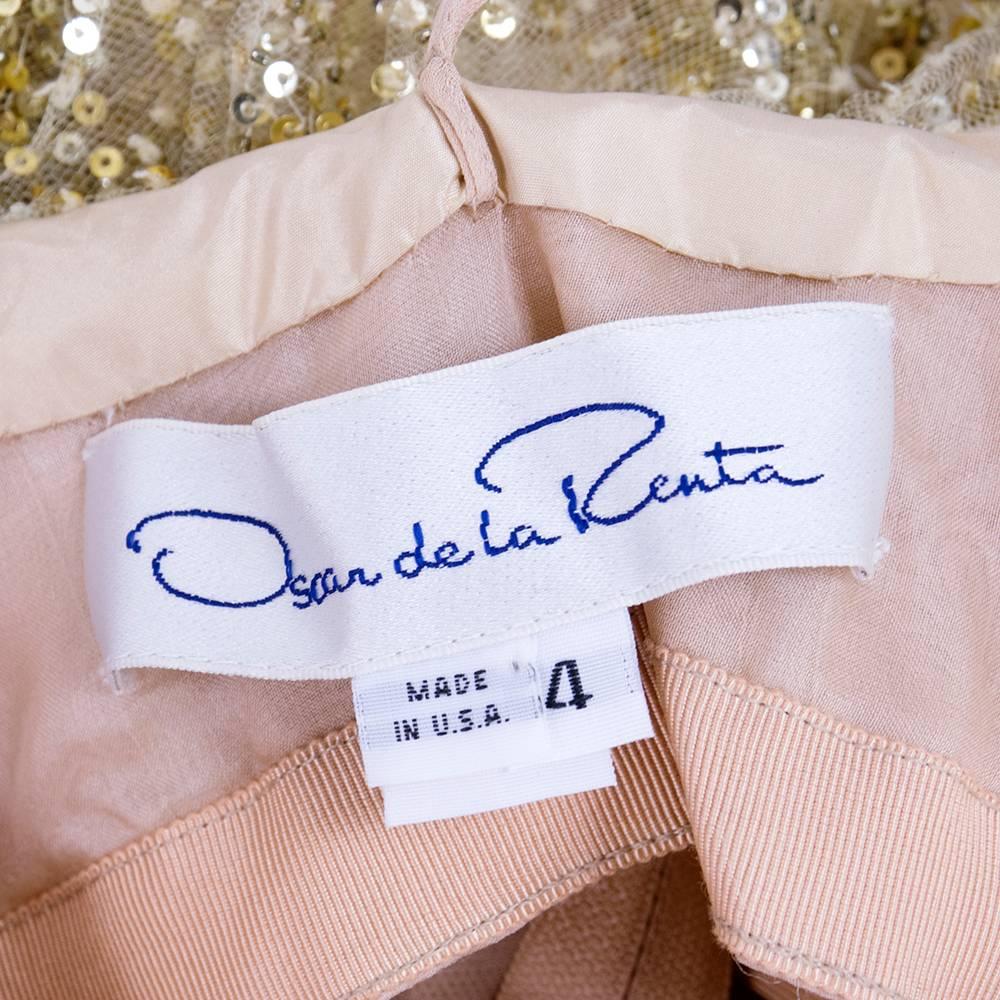 Oscar de la Renta
MADE
IN U.S.A.
4